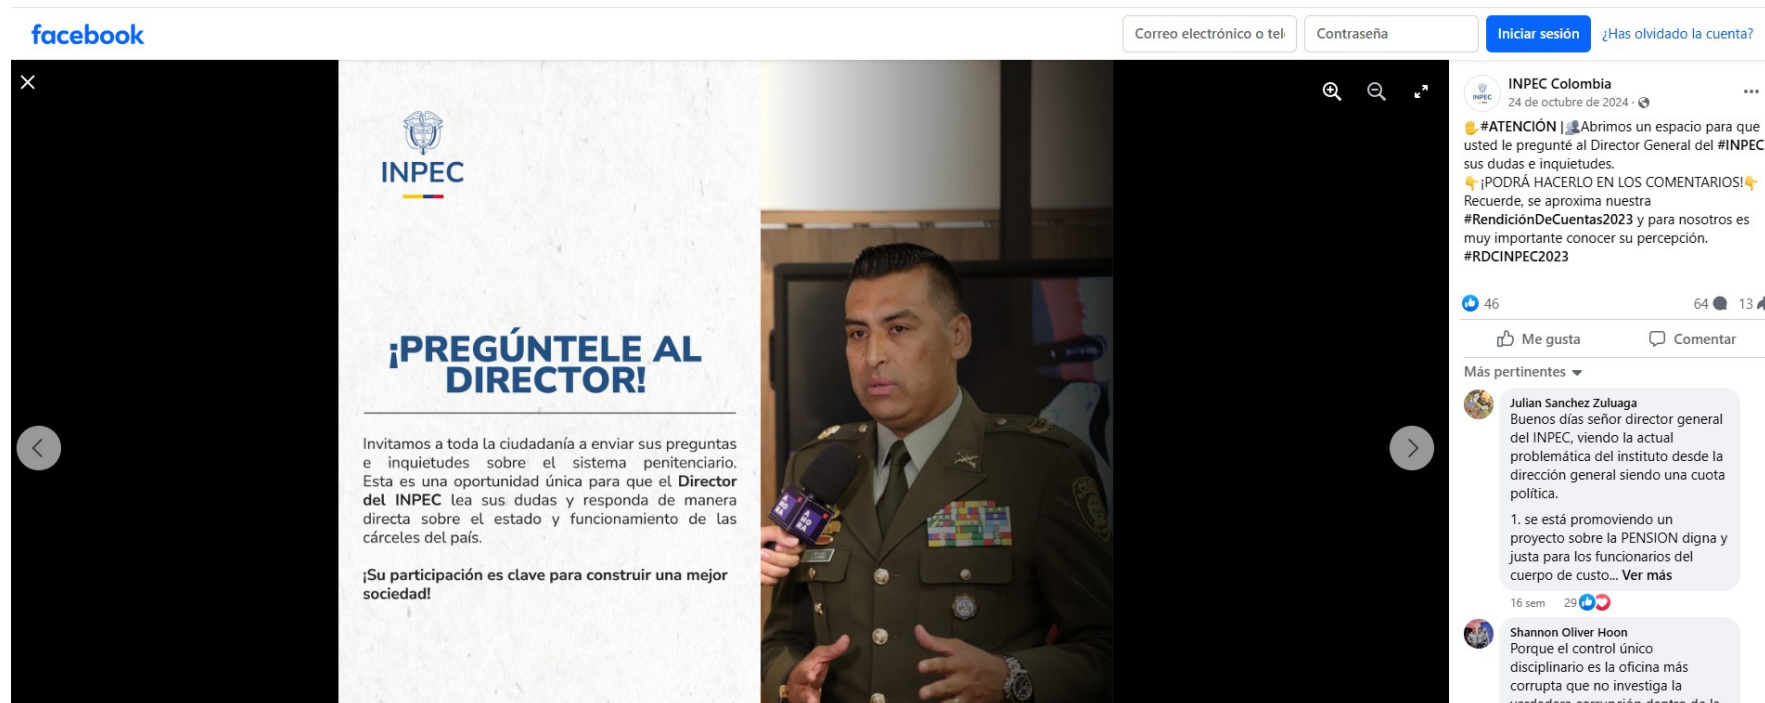 facebook
Correo electrónico o tel
Contraseña
Iniciar sesión
¿Has olvidado la cuenta?
INPEC
¡PREGÚNTELE AL
DIRECTOR!
Invitamos a toda la ciudadanía a enviar sus preguntas
e inquietudes sobre el sistema penitenciario.
Esta es una oportunidad única para que el Director
del INPEC lea sus dudas y responda de manera
directa sobre el estado y funcionamiento de las
cárceles del país.
¡Su participación es clave para construir una mejor
sociedad!
AHORA
INPEC
INPEC Colombia
24 de octubre de 2024 ·
#ATENCIÓN | Abrimos un espacio para que
usted le pregunté al Director General del #INPEC
sus dudas e inquietudes.
¡PODRÁ HACERLO EN LOS COMENTARIOS!
Recuerde, se aproxima nuestra
#RendiciónDeCuentas2023 y para nosotros es
muy importante conocer su percepción.
#RDCINPEC2023
46
64
13
Me gusta
Comentar
Más pertinentes
Julian Sanchez Zuluaga
Buenos días señor director general
del INPEC, viendo la actual
problemática del instituto desde la
dirección general siendo una cuota
política.
1. se está promoviendo un
proyecto sobre la PENSION digna y
justa para los funcionarios del
cuerpo de custo... Ver más
16 sem
29
Shannon Oliver Hoon
Porque el control único
disciplinario es la oficina más
corrupta que no investiga la
verdadera corrupción dentro de la